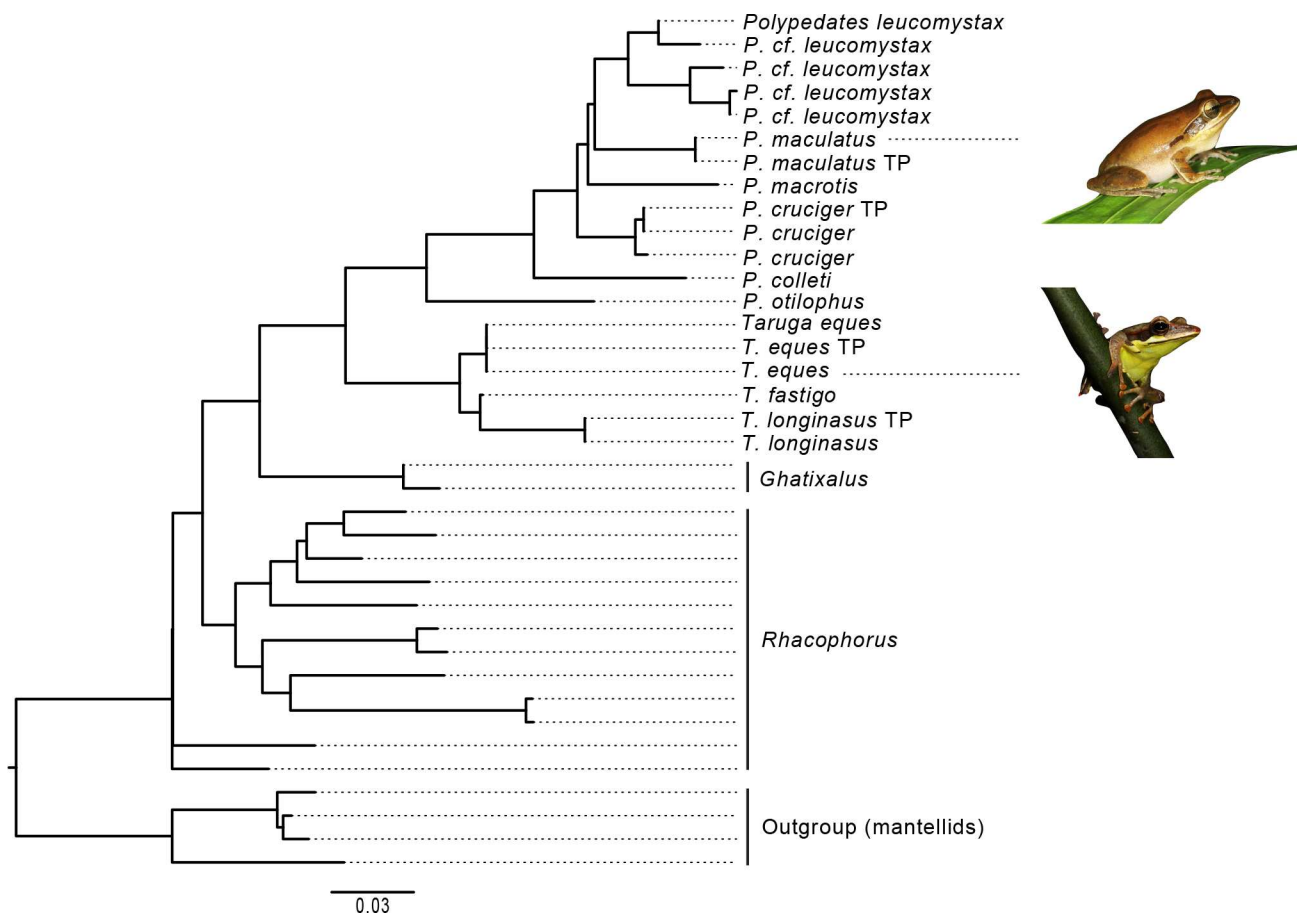 Polypedates leucomystax
P. cf. leucomystax
P. cf. leucomystax
P. cf. leucomystax
P. cf. leucomystax
P. maculatus
P. maculatus TP
P. macrotis
P. cruciger TP
P. cruciger
P. cruciger
P. colleti
P. otilophus
Taruga eques
T. eques TP
T. eques
T. fastigo
T. longinasus TP
T. longinasus
Ghatixalus
Rhacophorus
Outgroup (mantellids)
0.03